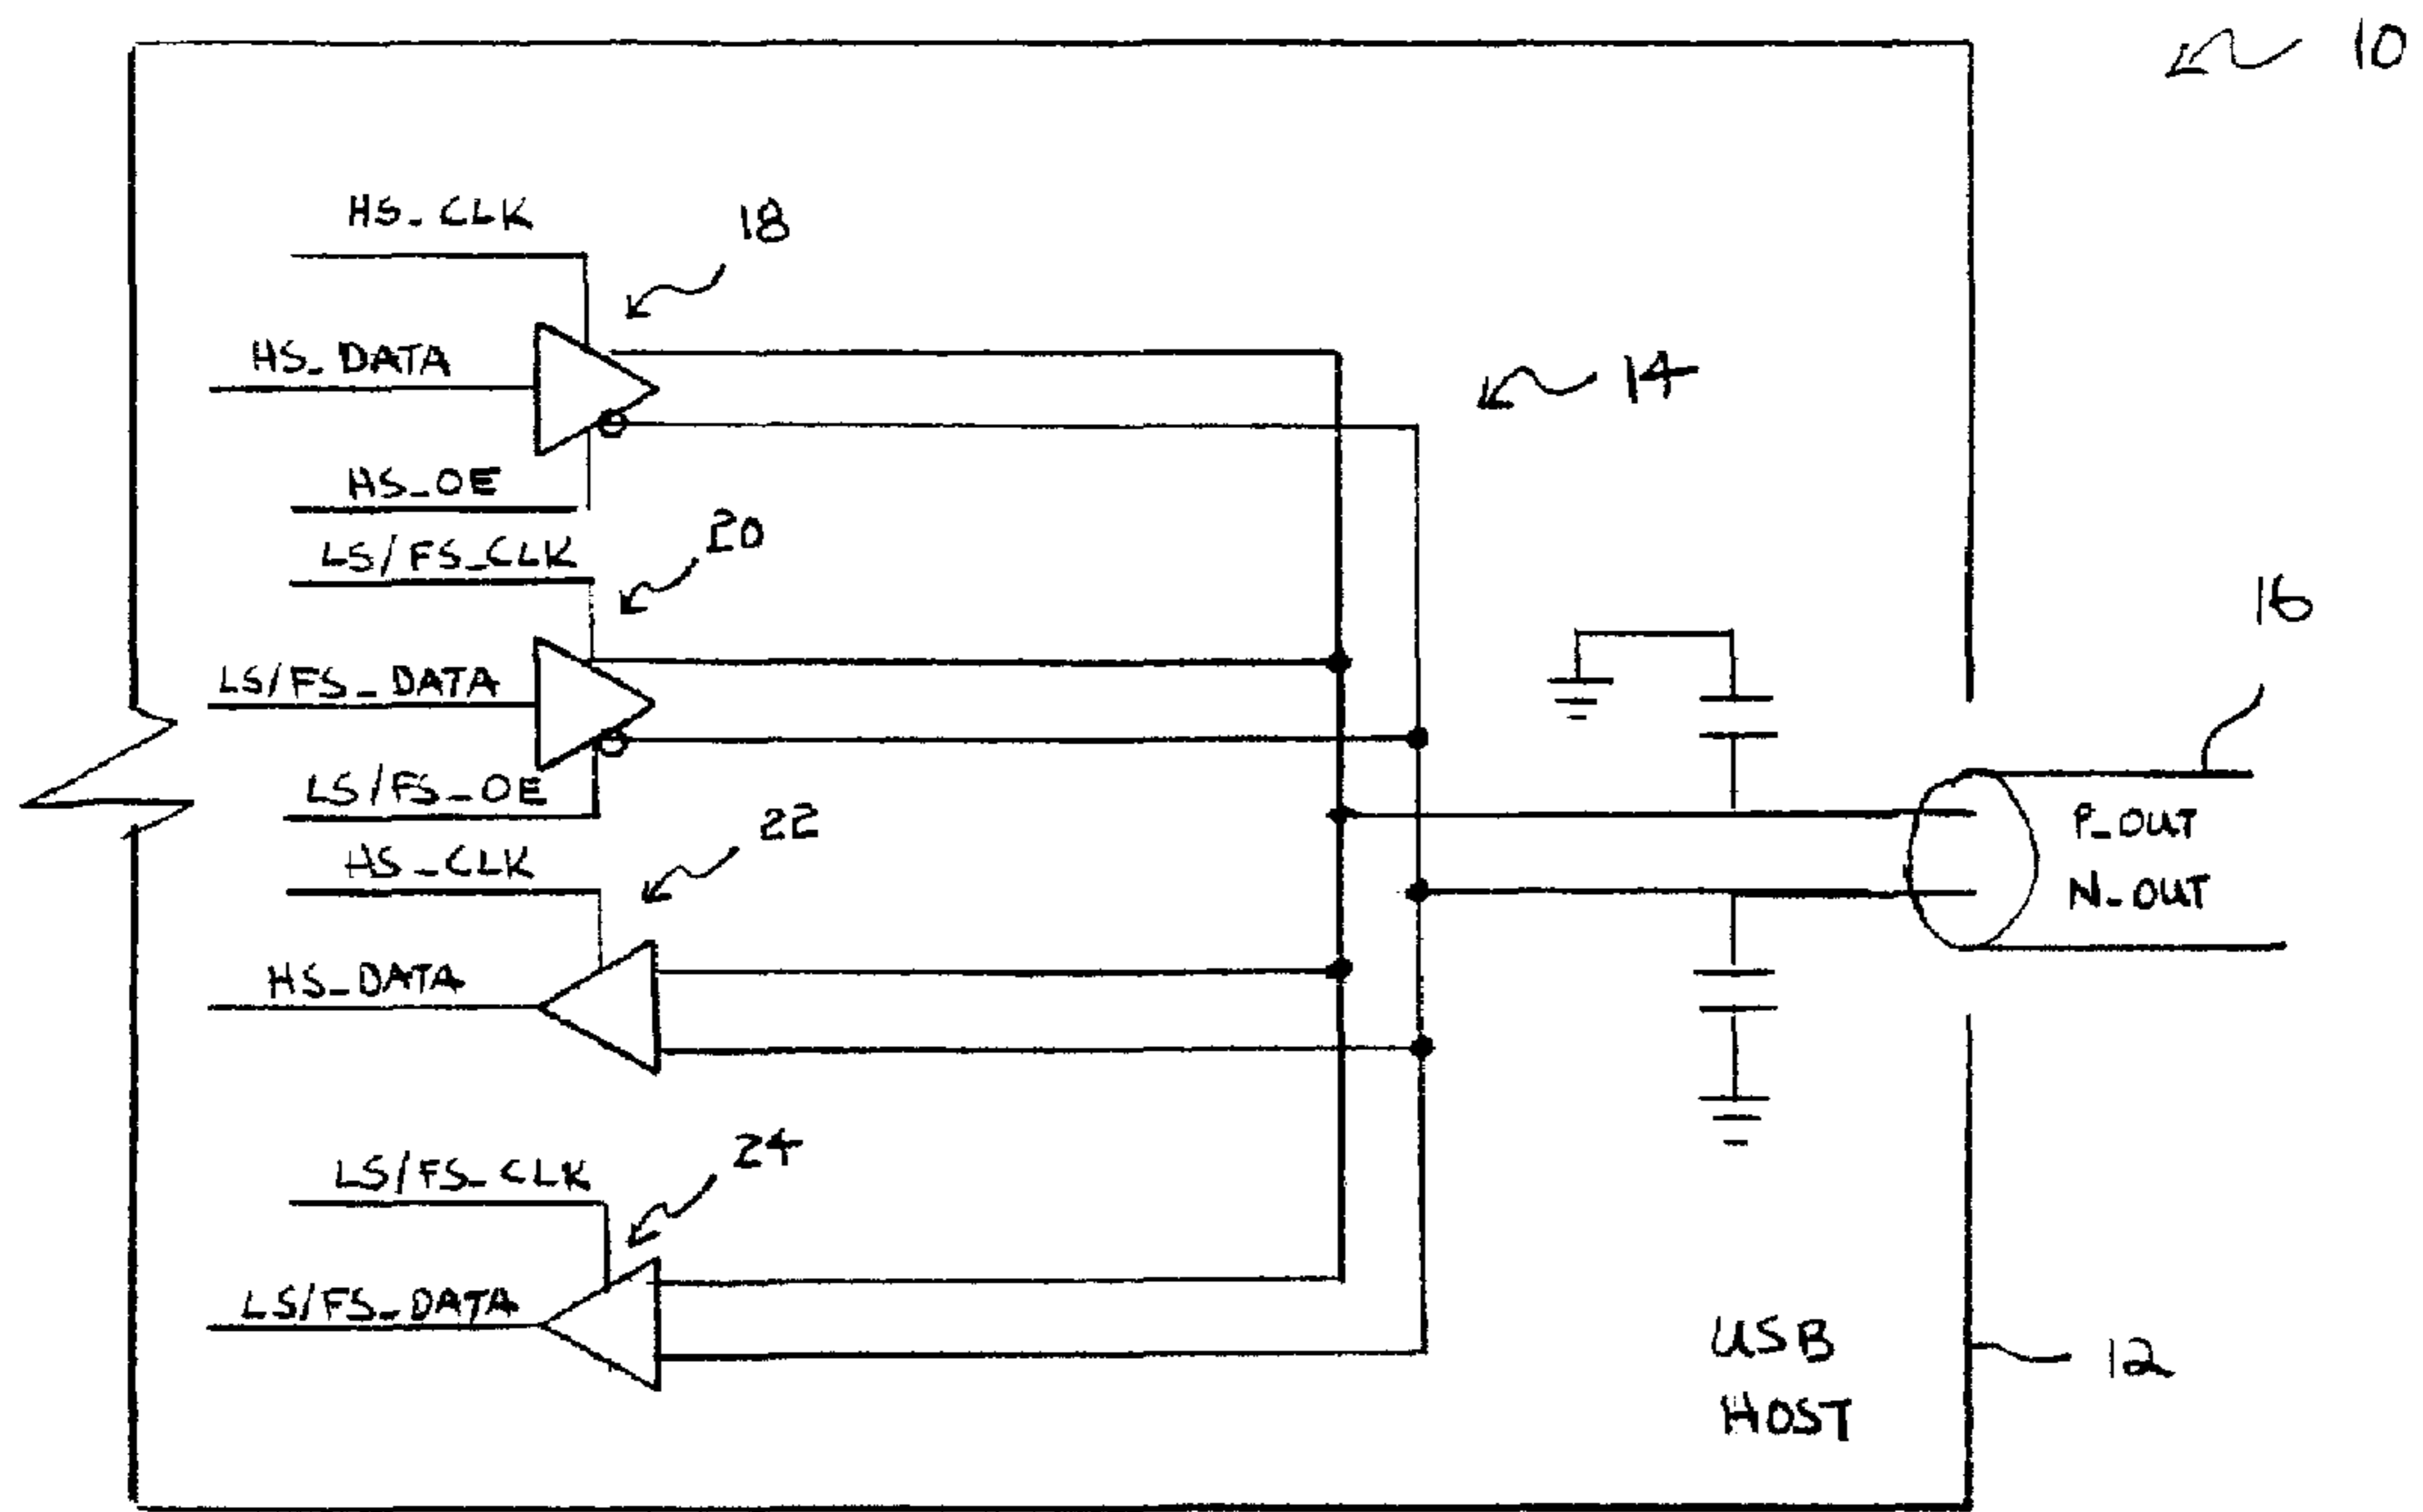 10
HS_CLK
18
HS_DATA
14
HS_OE
20
LS/FS_CLK
16
LS/FS_DATA
LS/FS_OE
22
P_OUT
HS_CLK
N_OUT
HS_DATA
24
LS/FS_CLK
LS/FS_DATA
USB
12
HOST